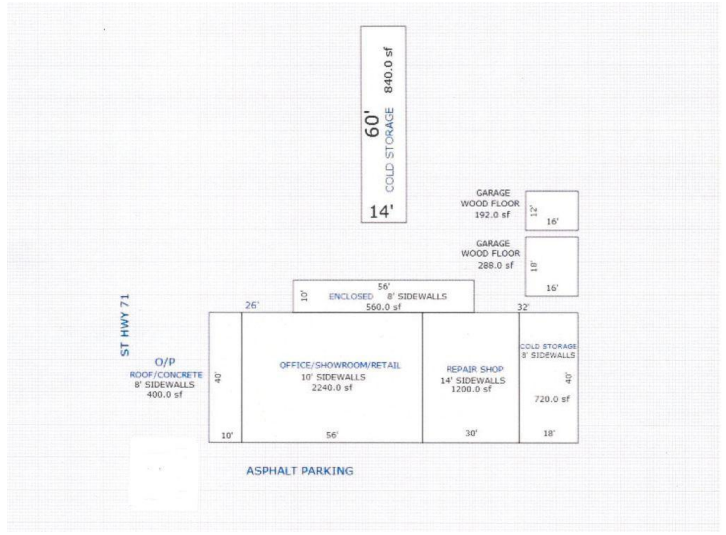 840.0 sf
60'
COLD STORAGE
14'
GARAGE
WOOD FLOOR
192.0 sf
12'
16'
GARAGE
WOOD FLOOR
288.0 sf
18'
16'
56'
10'
ENCLOSED 8' SIDEWALLS
560.0 sf
26'
32'
ST HWY 71
O/P
ROOF/CONCRETE
8' SIDEWALLS
400.0 sf
40'
10'
OFFICE/SHOWROOM/RETAIL
10' SIDEWALLS
2240.0 sf
56'
REPAIR SHOP
14' SIDEWALLS
1200.0 sf
30'
COLD STORAGE
8' SIDEWALLS
40'
720.0 sf
18'
ASPHALT PARKING